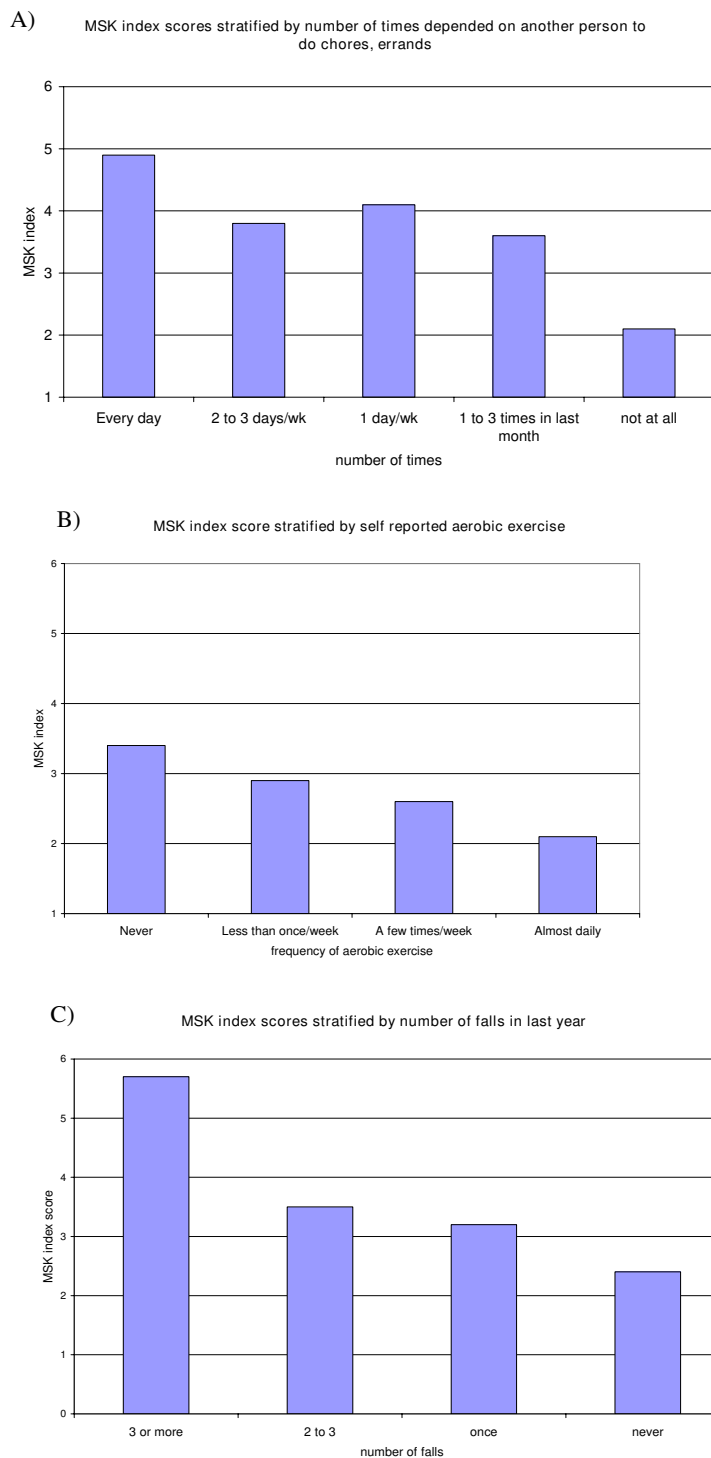 A)
MSK index scores stratified by number of times depended on another person to
do chores, errands
6
5
4
3
2
1
MSK index
Every day
2 to 3 days/wk
1 day/wk
1 to 3 times in last
month
not at all
number of times
B)
MSK index score stratified by self reported aerobic exercise
6
5
4
3
2
1
MSK index
Never
Less than once/week
A few times/week
Almost daily
frequency of aerobic exercise
C)
MSK index scores stratified by number of falls in last year
6
5
4
3
2
1
0
MSK index score
3 or more
2 to 3
once
never
number of falls